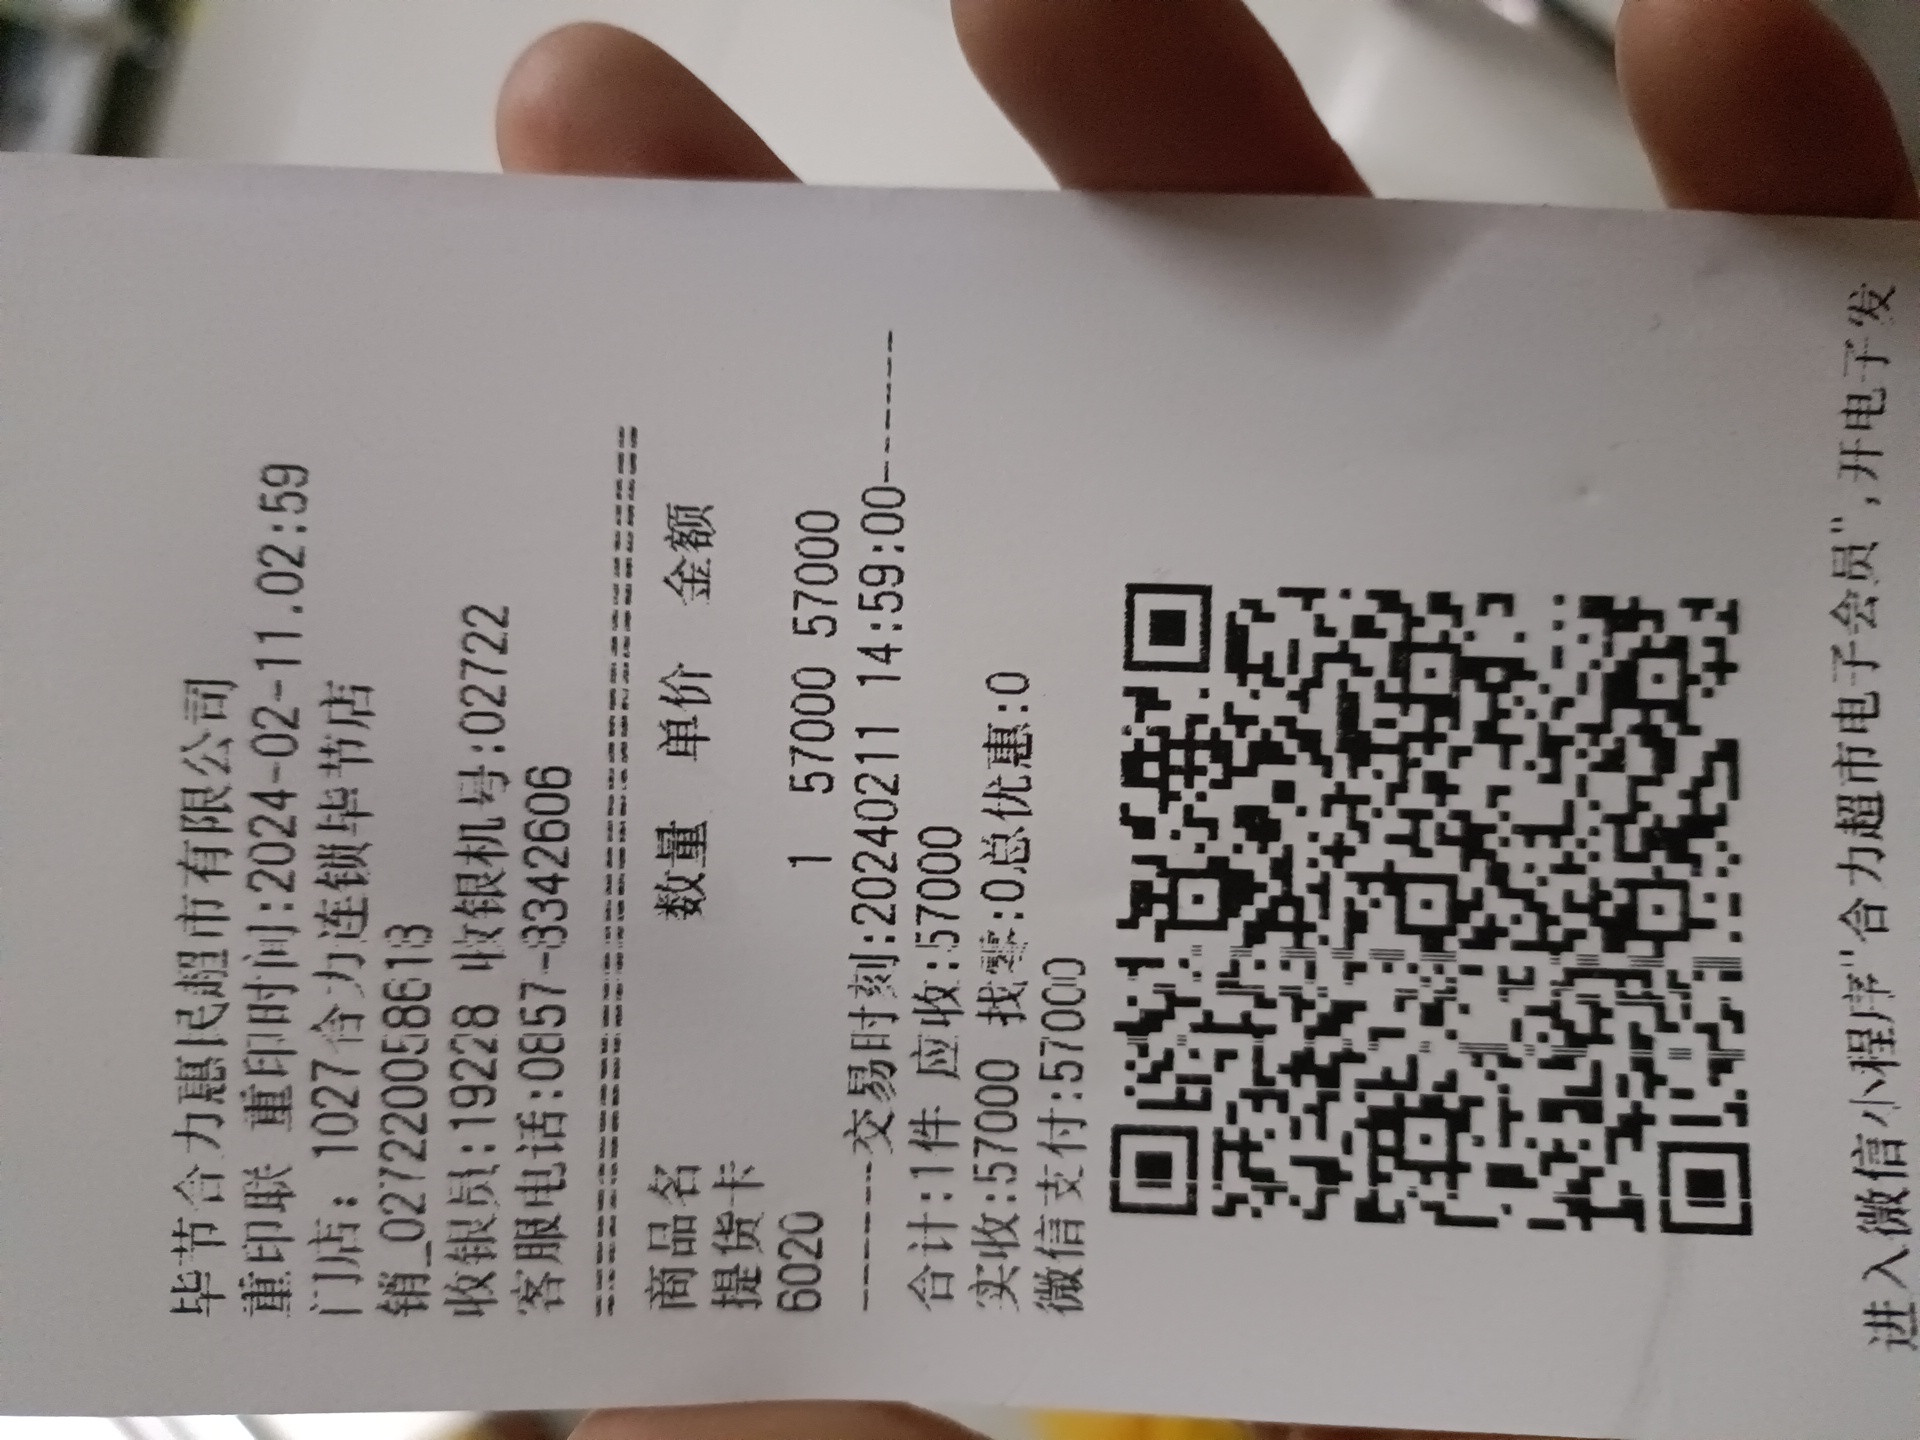 毕节合力惠民超市有限公司
重印联 重印时间:2024-02-11.02:59
门店: 1027合力连锁毕节店
销_027220058613
收银员:19228 收银机号:02722
客服电话:0857-8342606
==================================
商品名 数量 单价 金额
提货卡
6020 1 57000 57000
------交易时刻:20240211 14:59:00------
合计:1件 应收:57000
实收:57000 找零:0总优惠:0
微信支付:57000
进入微信小程序"合力超市电子会员",开电子发